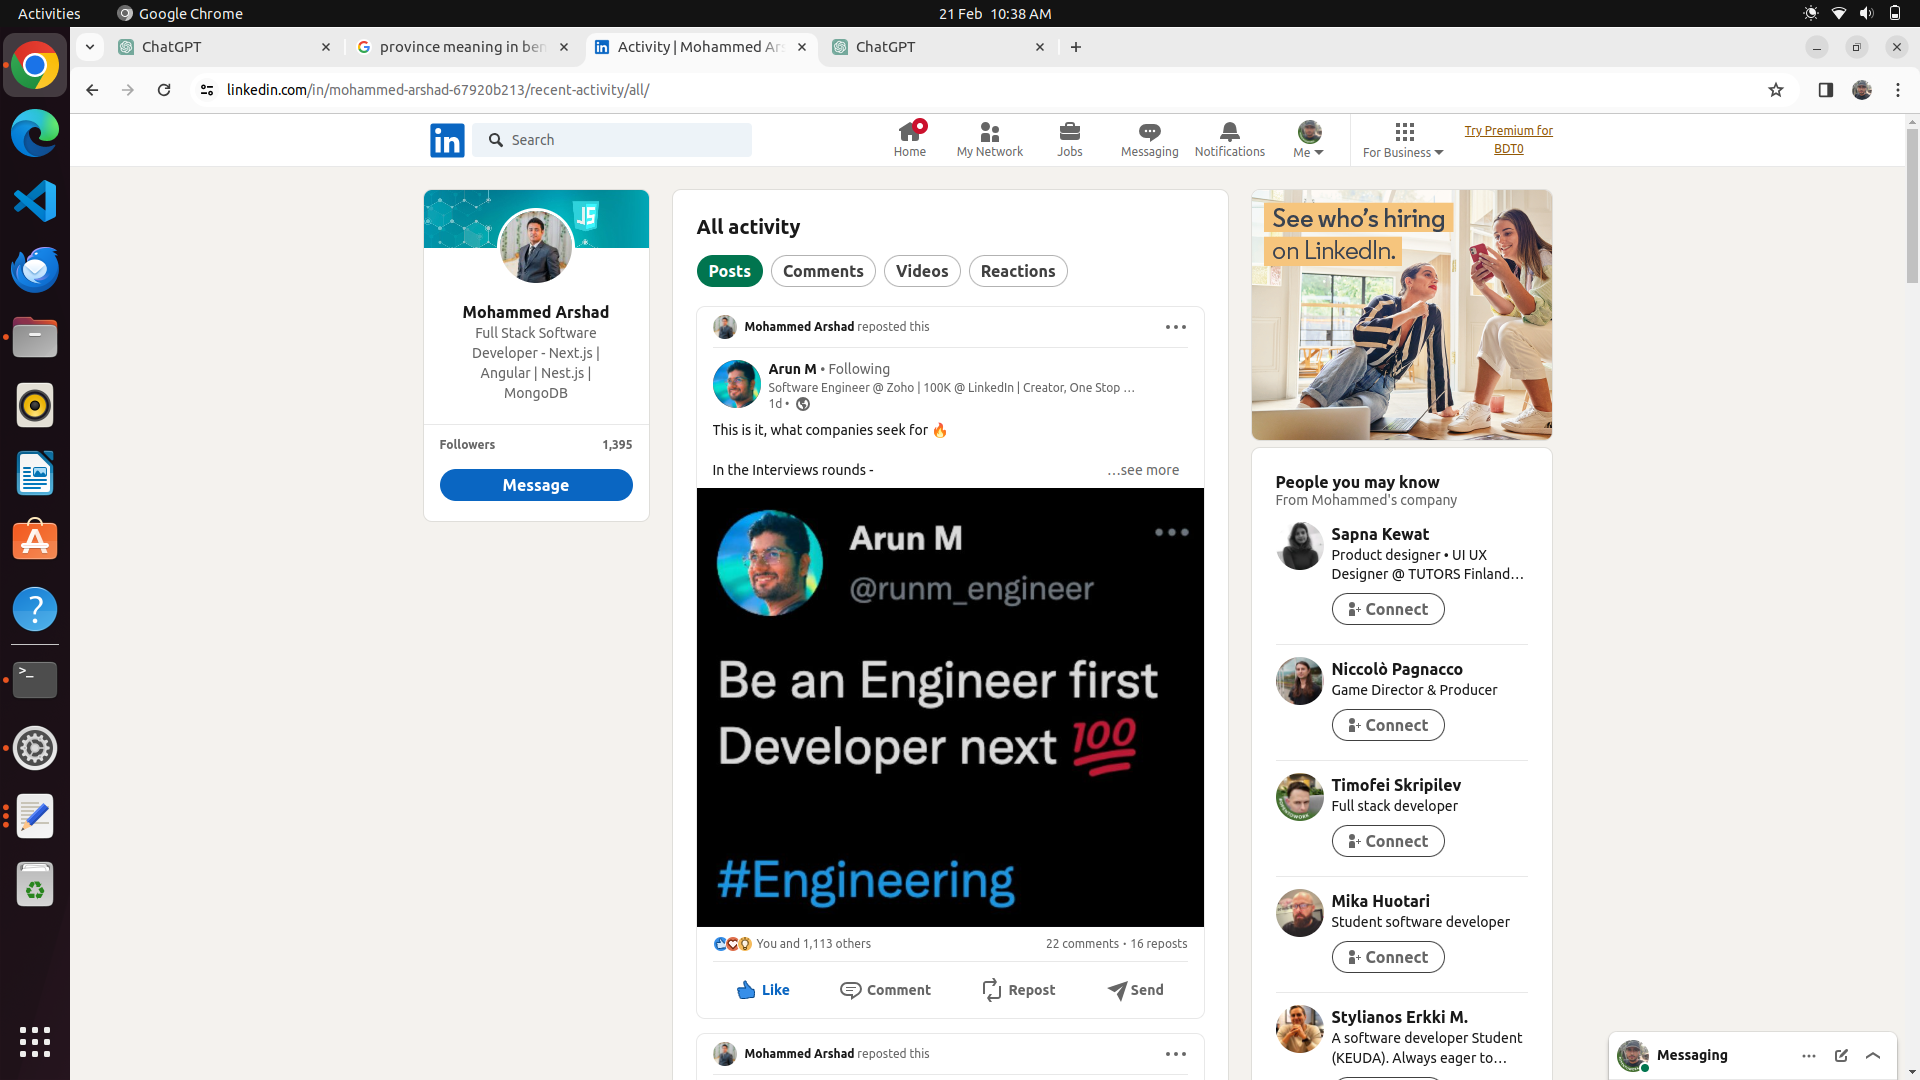 Activities
Google Chrome
21 Feb 10:38 AM
ChatGPT
province meaning in ben
Activity | Mohammed Ars
ChatGPT
linkedin.com/in/mohammed-arshad-67920b213/recent-activity/all/
in
Search
Home
My Network
Jobs
Messaging
Notifications
Me
For Business
Try Premium for
BDT0
JS
Mohammed Arshad
Full Stack Software
Developer - Next.js |
Angular | Nest.js |
MongoDB
Followers 1,395
Message
All activity
Posts
Comments
Videos
Reactions
Mohammed Arshad reposted this
Arun M • Following
Software Engineer @ Zoho | 100K @ LinkedIn | Creator, One Stop …
1d •
This is it, what companies seek for 🔥
In the Interviews rounds -
…see more
Arun M
@runm_engineer
Be an Engineer first
Developer next 💯
#Engineering
You and 1,113 others
22 comments • 16 reposts
Like
Comment
Repost
Send
Mohammed Arshad reposted this
See who's hiring
on LinkedIn.
People you may know
From Mohammed's company
Sapna Kewat
Product designer • UI UX
Designer @ TUTORS Finland…
Connect
Niccolò Pagnacco
Game Director & Producer
Connect
Timofei Skripilev
Full stack developer
Connect
Mika Huotari
Student software developer
Connect
Stylianos Erkki M.
A software developer Student
(KEUDA). Always eager to…
Messaging